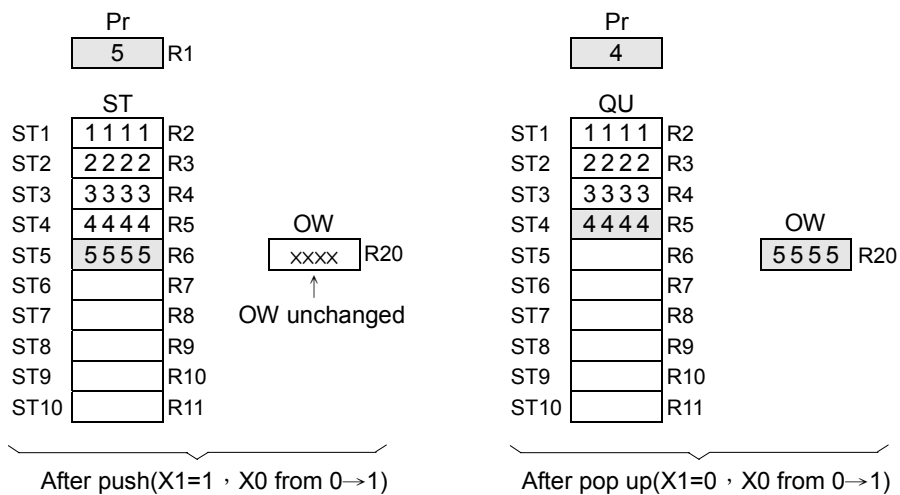 Pr
5 R1
ST
ST1 1111 R2
ST2 2222 R3
ST3 3333 R4
ST4 4444 R5
ST5 5555 R6
ST6 R7
ST7 R8
ST8 R9
ST9 R10
ST10 R11
OW
xxxx R20
↑
OW unchanged
After push(X1=1，X0 from 0→1)
Pr
4
QU
ST1 1111 R2
ST2 2222 R3
ST3 3333 R4
ST4 4444 R5
ST5 R6
ST6 R7
ST7 R8
ST8 R9
ST9 R10
ST10 R11
OW
5555 R20
After pop up(X1=0，X0 from 0→1)